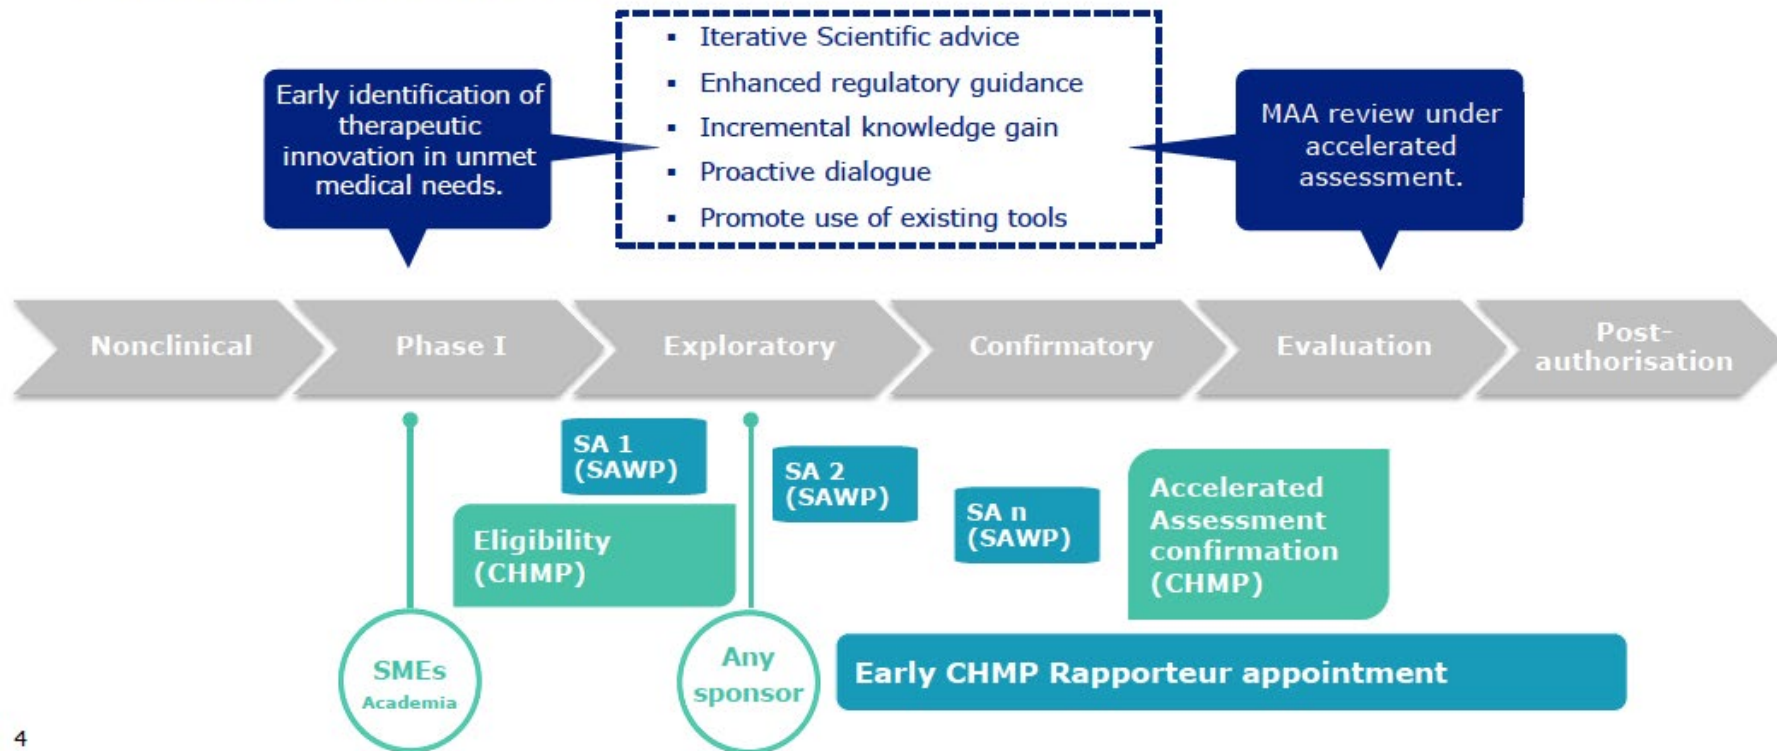 Early identification of
therapeutic
innovation in unmet
medical needs.
▪ Iterative Scientific advice
▪ Enhanced regulatory guidance
▪ Incremental knowledge gain
▪ Proactive dialogue
▪ Promote use of existing tools
MAA review under
accelerated
assessment.
Nonclinical
Phase I
Exploratory
Confirmatory
Evaluation
Post-
authorisation
SA 1
(SAWP)
SA 2
(SAWP)
SA n
(SAWP)
Eligibility
(CHMP)
Accelerated
Assessment
confirmation
(CHMP)
SMEs
Academia
Any
sponsor
Early CHMP Rapporteur appointment
4